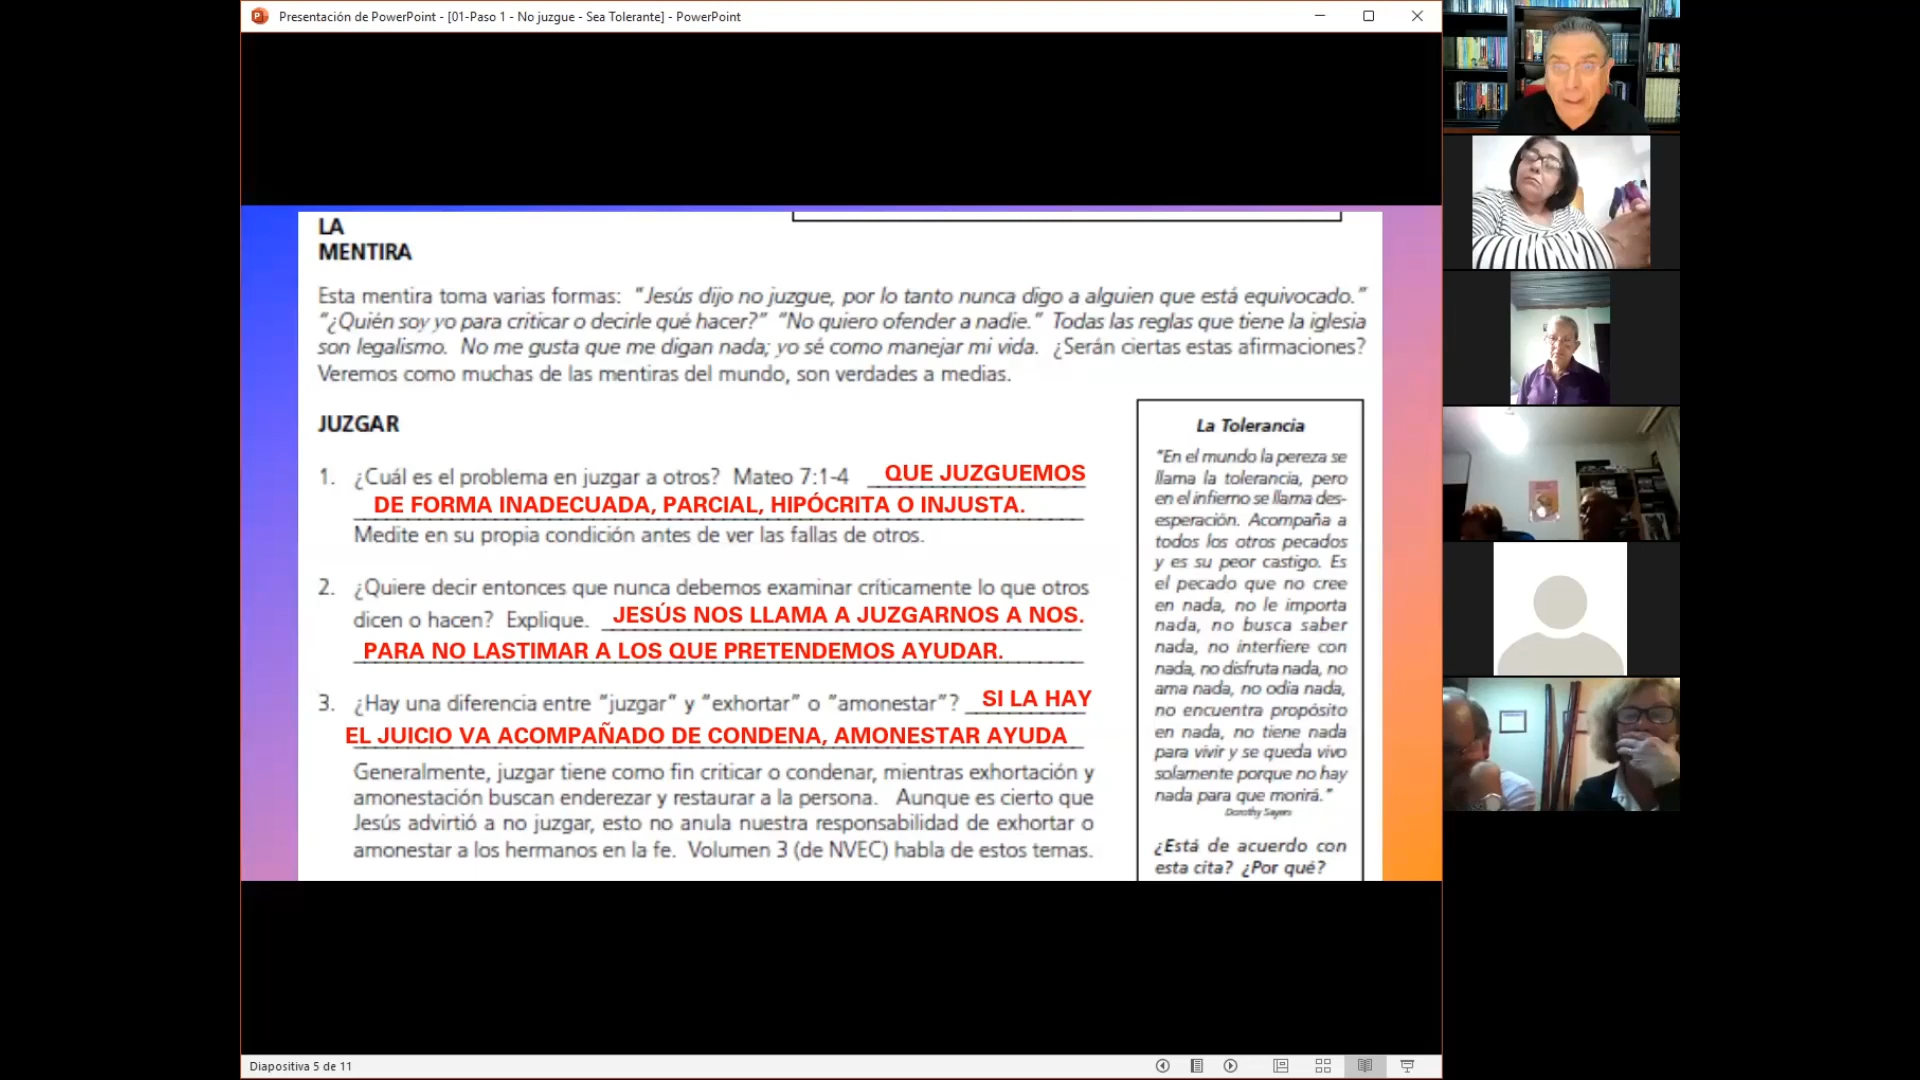 Presentación de PowerPoint - [01-Paso 1 - No juzgue - Sea Tolerante] - PowerPoint
LA
MENTIRA
Esta mentira toma varias formas: "Jesús dijo no juzgue, por lo tanto nunca digo a alguien que está equivocado."
"¿Quién soy yo para criticar o decirle qué hacer?" "No quiero ofender a nadie." Todas las reglas que tiene la iglesia
son legalismo. No me gusta que me digan nada; yo sé como manejar mi vida. ¿Serán ciertas estas afirmaciones?
Veremos como muchas de las mentiras del mundo, son verdades a medias.
JUZGAR
1. ¿Cuál es el problema en juzgar a otros? Mateo 7:1-4 QUE JUZGUEMOS
DE FORMA INADECUADA, PARCIAL, HIPÓCRITA O INJUSTA.
Medite en su propia condición antes de ver las fallas de otros.
2. ¿Quiere decir entonces que nunca debemos examinar críticamente lo que otros
dicen o hacen? Explique. JESÚS NOS LLAMA A JUZGARNOS A NOS.
PARA NO LASTIMAR A LOS QUE PRETENDEMOS AYUDAR.
3. ¿Hay una diferencia entre "juzgar" y "exhortar" o "amonestar"? SI LA HAY
EL JUICIO VA ACOMPAÑADO DE CONDENA, AMONESTAR AYUDA
Generalmente, juzgar tiene como fin criticar o condenar, mientras exhortación y
amonestación buscan enderezar y restaurar a la persona. Aunque es cierto que
Jesús advirtió a no juzgar, esto no anula nuestra responsabilidad de exhortar o
amonestar a los hermanos en la fe. Volumen 3 (de NVEC) habla de estos temas.
La Tolerancia
"En el mundo la pereza se
llama la tolerancia, pero
en el infierno se llama des-
esperación. Acompaña a
todos los otros pecados
y es su peor castigo. Es
el pecado que no cree
en nada, no le importa
nada, no busca saber
nada, no interfiere con
nada, no disfruta nada, no
ama nada, no odia nada,
no encuentra propósito
en nada, no tiene nada
para vivir y se queda vivo
solamente porque no hay
nada para que morirá."
Dorothy Sayers
¿Está de acuerdo con
esta cita? ¿Por qué?
Diapositiva 5 de 11